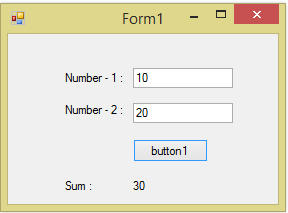 Form1
Number - 1 : 10
Number - 2 : 20
button1
Sum : 30